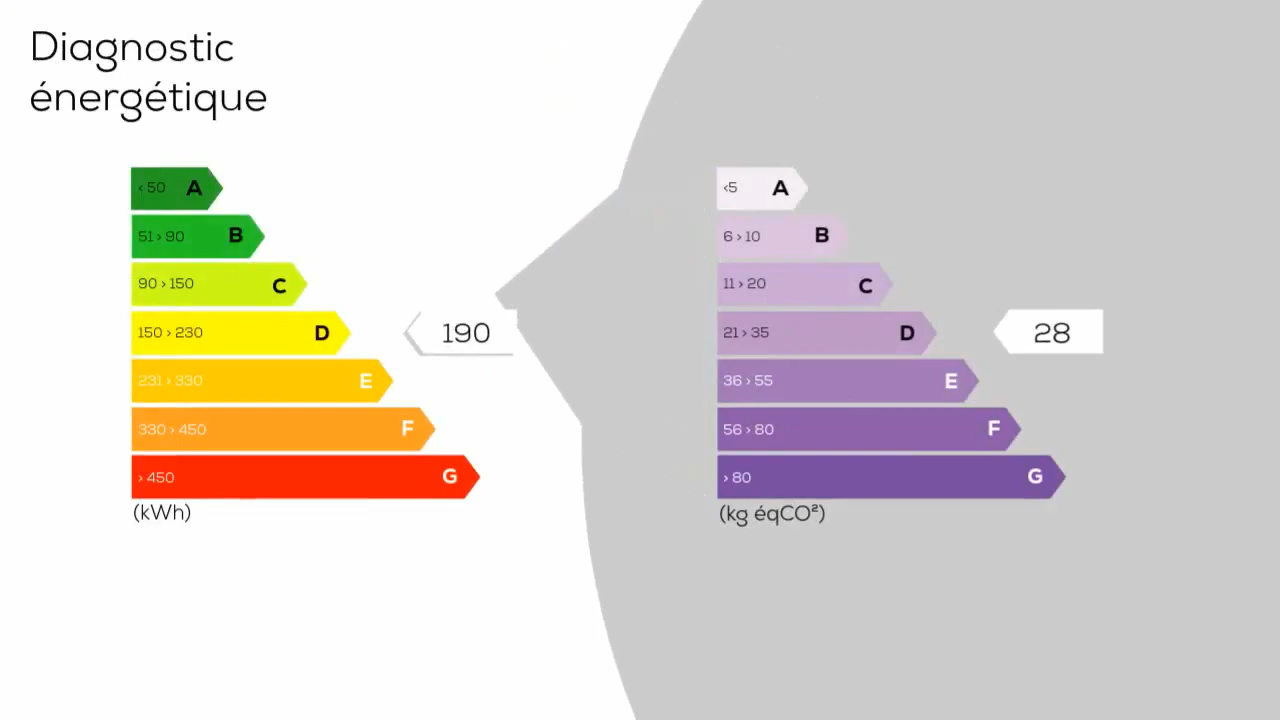 Diagnostic
énergétique
< 50 A
51 > 90 B
90 > 150 C
150 > 230 D
190
231 > 330 E
330 > 450 F
> 450 G
(kWh)
<5 A
6 > 10 B
11 > 20 C
21 > 35 D
28
36 > 55 E
56 > 80 F
> 80 G
(kg éqCO²)